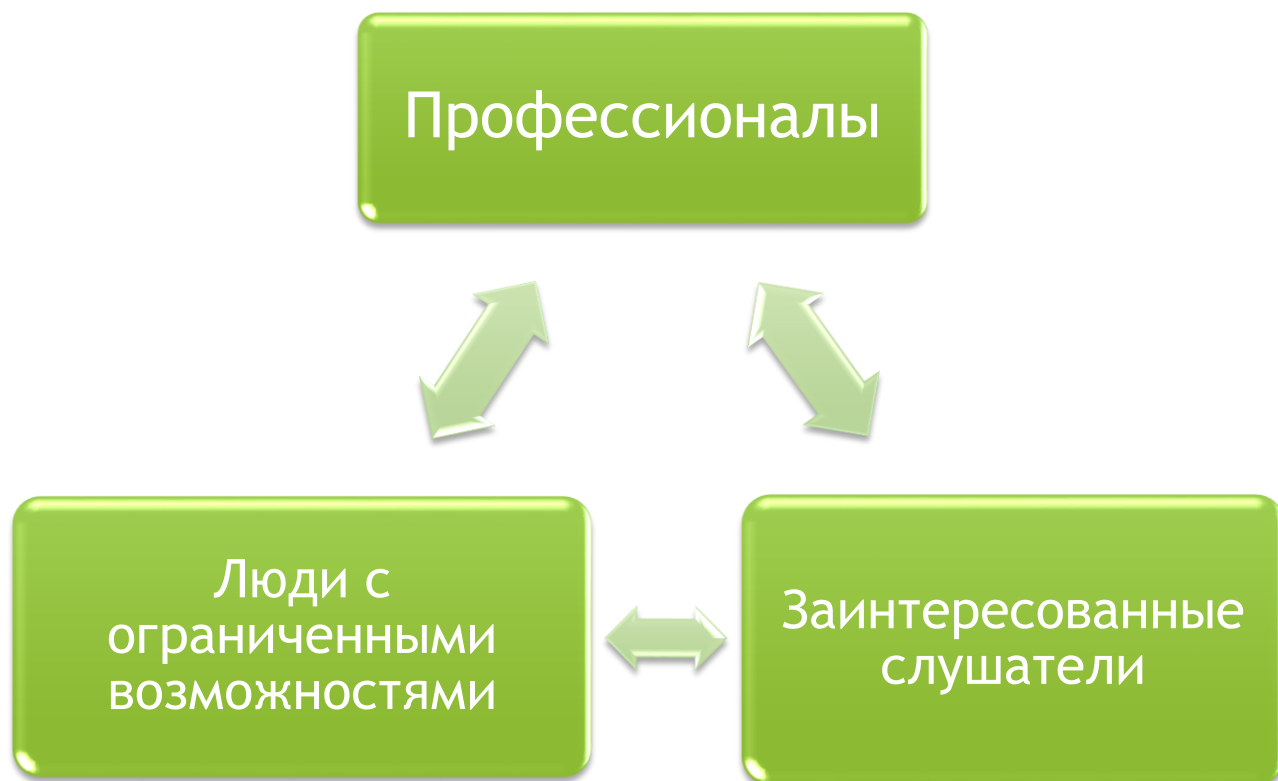 Профессионалы
Люди с
ограниченными
возможностями
Заинтересованные
слушатели